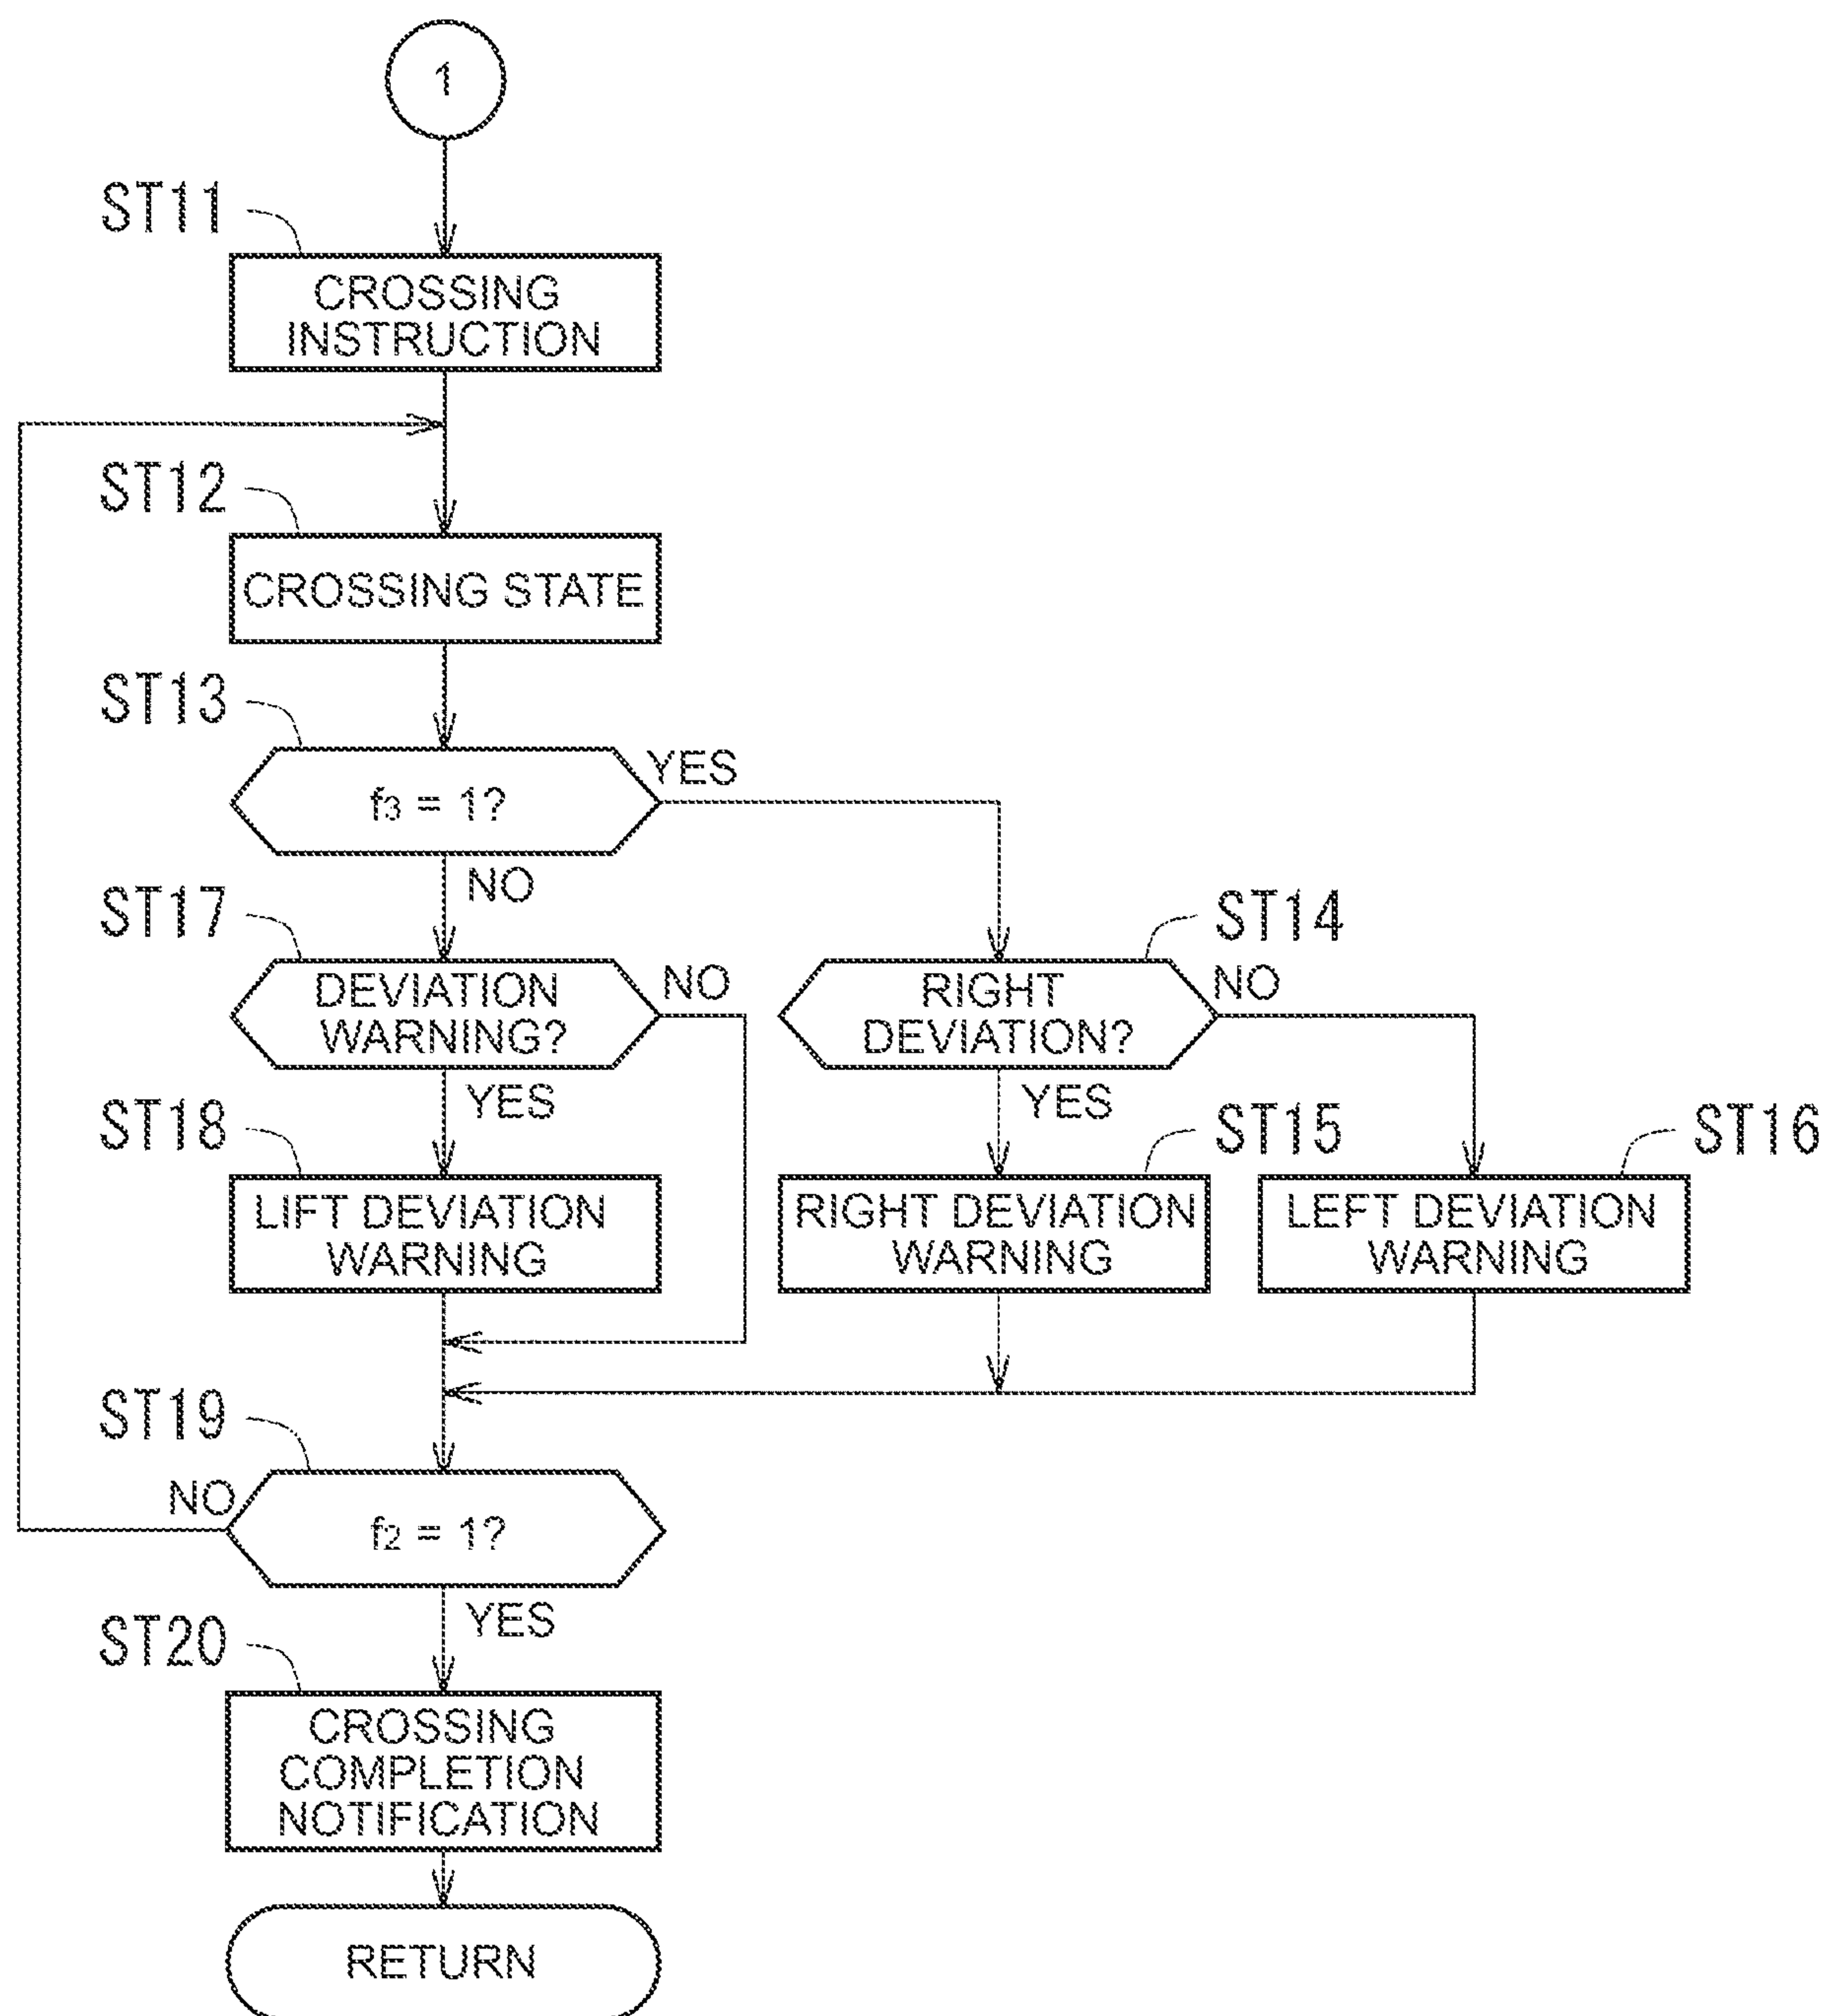 1
ST11
CROSSING
INSTRUCTION
ST12
CROSSING STATE
ST13
f3 = 1?
YES
NO
ST17
DEVIATION
WARNING?
NO
YES
ST14
RIGHT
DEVIATION?
NO
YES
ST18
LIFT DEVIATION
WARNING
ST15
RIGHT DEVIATION
WARNING
ST16
LEFT DEVIATION
WARNING
ST19
NO
f2 = 1?
YES
ST20
CROSSING
COMPLETION
NOTIFICATION
RETURN